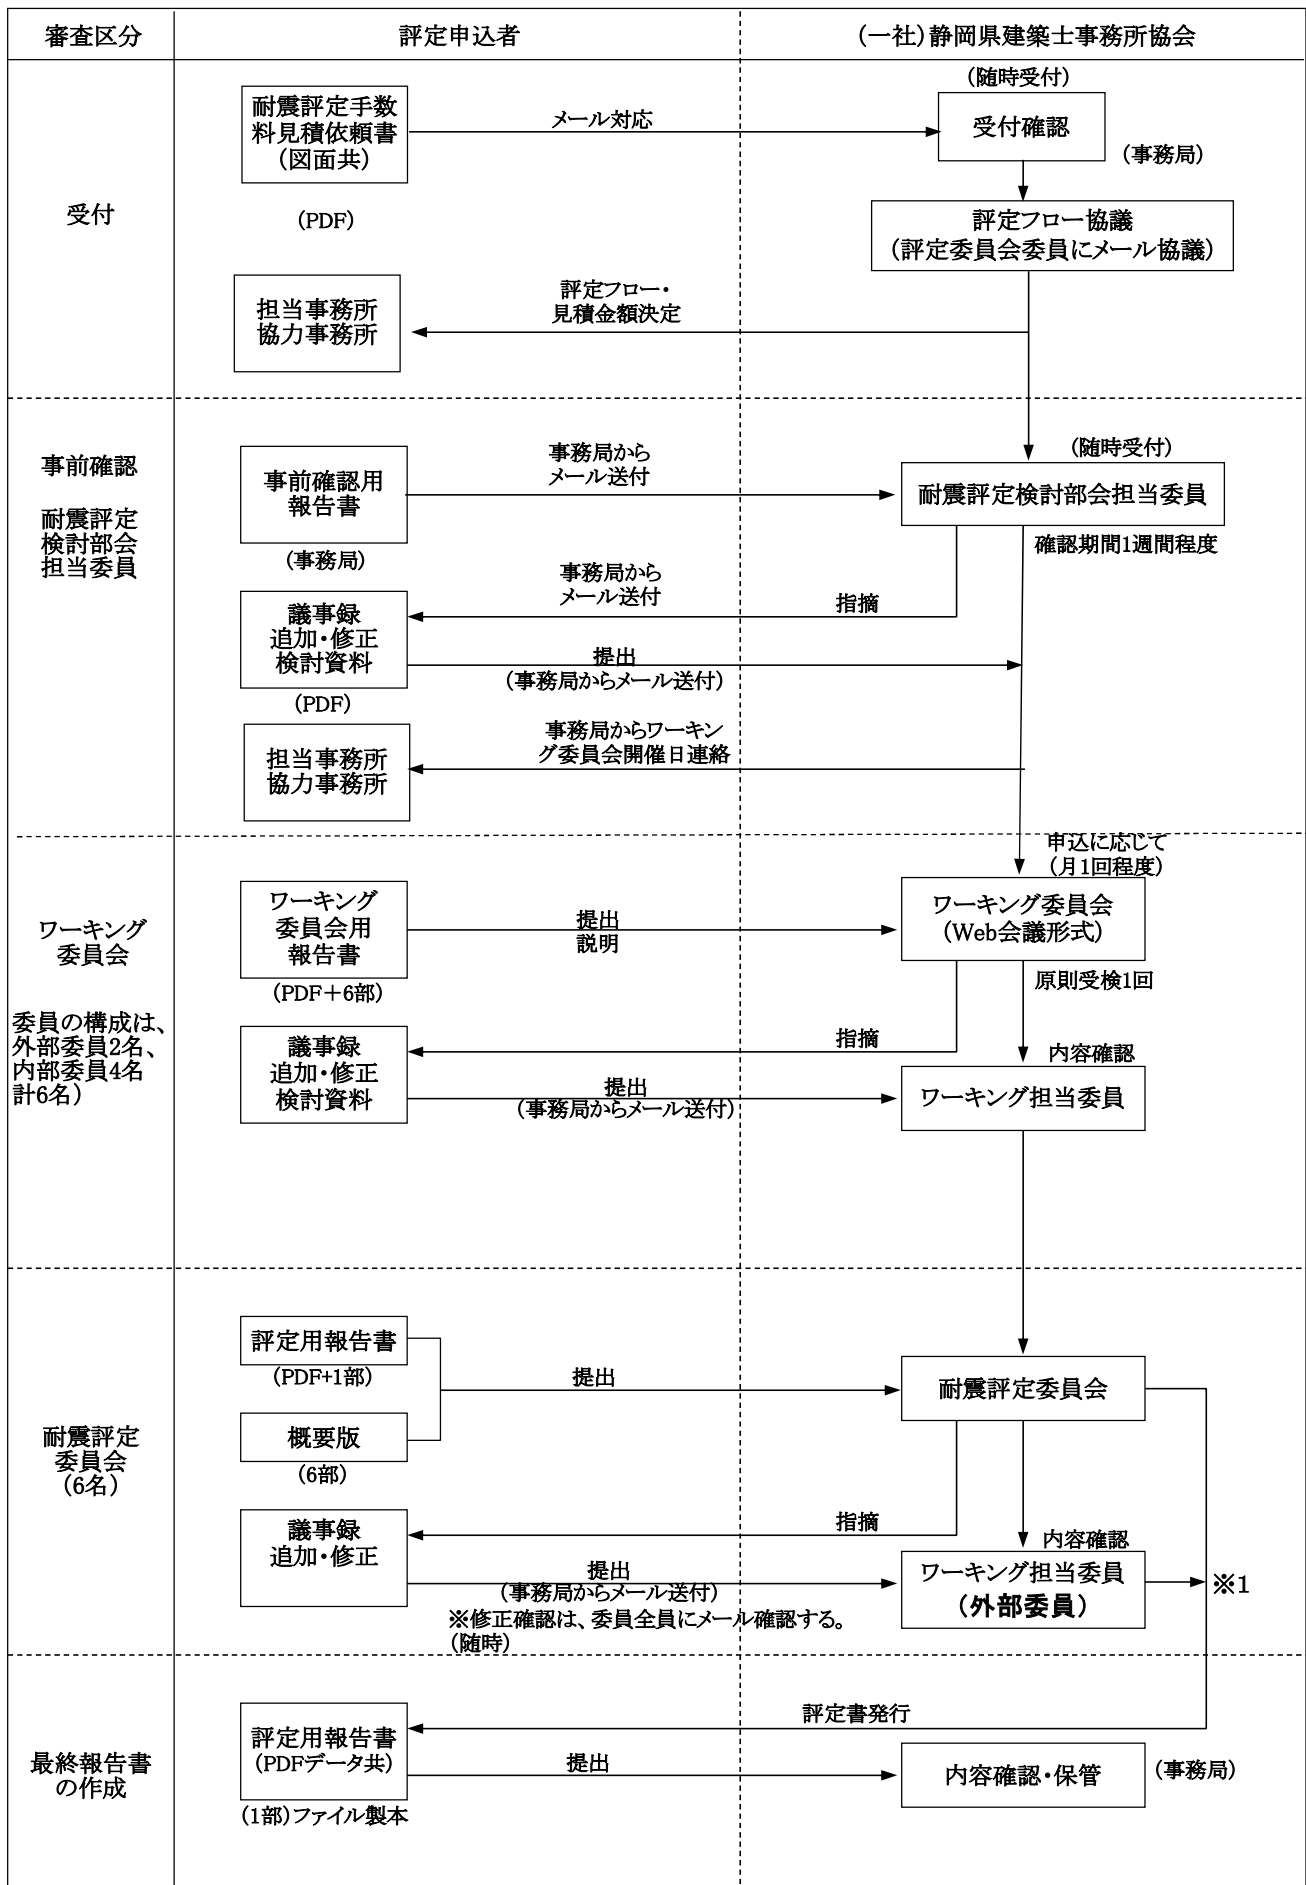 審査区分
評定申込者
(一社)静岡県建築士事務所協会
受付
耐震評定手数
料見積依頼書
(図面共)
(PDF)
メール対応
(随時受付)
受付確認
(事務局)
評定フロー協議
(評定委員会委員にメール協議)
担当事務所
協力事務所
評定フロー・
見積金額決定
事前確認
耐震評定
検討部会
担当委員
事前確認用
報告書
(事務局)
事務局から
メール送付
(随時受付)
耐震評定検討部会担当委員
確認期間1週間程度
事務局から
メール送付
指摘
議事録
追加・修正
検討資料
(PDF)
提出
(事務局からメール送付)
担当事務所
協力事務所
事務局からワーキン
グ委員会開催日連絡
申込に応じて
(月1回程度)
ワーキング
委員会
委員の構成は、
外部委員2名、
内部委員4名
計6名)
ワーキング
委員会用
報告書
(PDF+6部)
提出
説明
ワーキング委員会
(Web会議形式)
原則受検1回
指摘
内容確認
議事録
追加・修正
検討資料
提出
(事務局からメール送付)
ワーキング担当委員
耐震評定
委員会
(6名)
評定用報告書
(PDF+1部)
概要版
(6部)
提出
耐震評定委員会
指摘
内容確認
議事録
追加・修正
提出
(事務局からメール送付)
※修正確認は、委員全員にメール確認する。
(随時)
ワーキング担当委員
(外部委員)
※1
最終報告書
の作成
評定書発行
評定用報告書
(PDFデータ共)
(1部)ファイル製本
提出
内容確認・保管
(事務局)